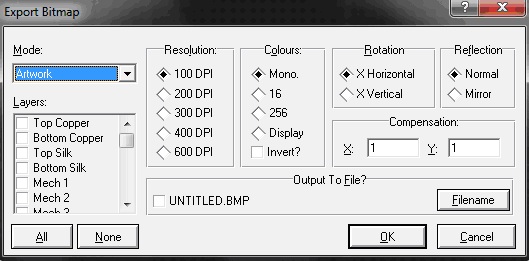 Export Bitmap
?
Mode:
Artwork
Layers:
Top Copper
Bottom Copper
Top Silk
Bottom Silk
Mech 1
Mech 2
Mech 3
All
None
Resolution:
100 DPI
200 DPI
300 DPI
400 DPI
600 DPI
Colours:
Mono.
16
256
Display
Invert?
Rotation
X Horizontal
X Vertical
Reflection
Normal
Mirror
Compensation:
X: 1 Y: 1
Output To File?
UNTITLED.BMP
Filename
OK
Cancel